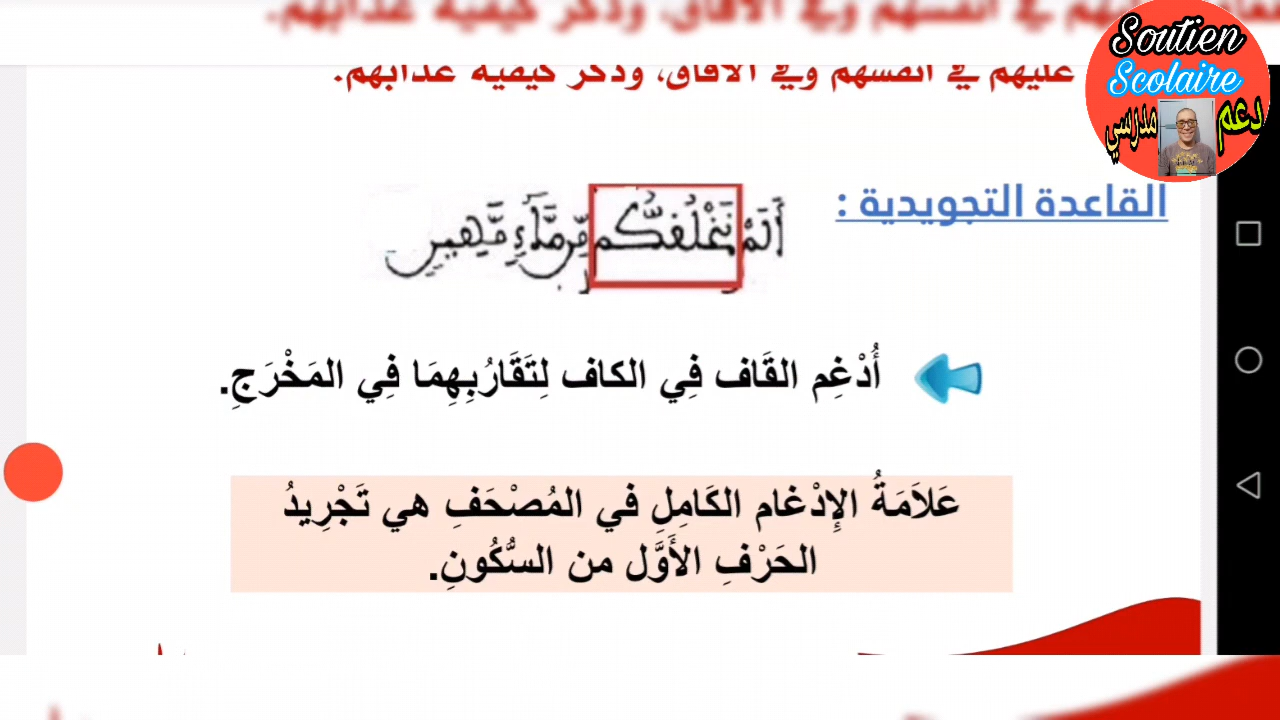 عليهم في أنفسهم وفي الآفاق، وذكر كيفية عذابهم.
Soutien
Scolaire
دعم مدرسي
القاعدة التجويدية :
أَلَمْ نَخْلُقكُّم مِّن مَّآءٍ مَّهِينٍ
أُدْغِم القَاف فِي الكاف لِتَقَارُبِهِمَا فِي المَخْرَجِ.
عَلاَمَةُ الإِدْغام الكَامِلِ في المُصْحَفِ هي تَجْرِيدُ
الحَرْفِ الأَوَّل من السُّكُونِ.